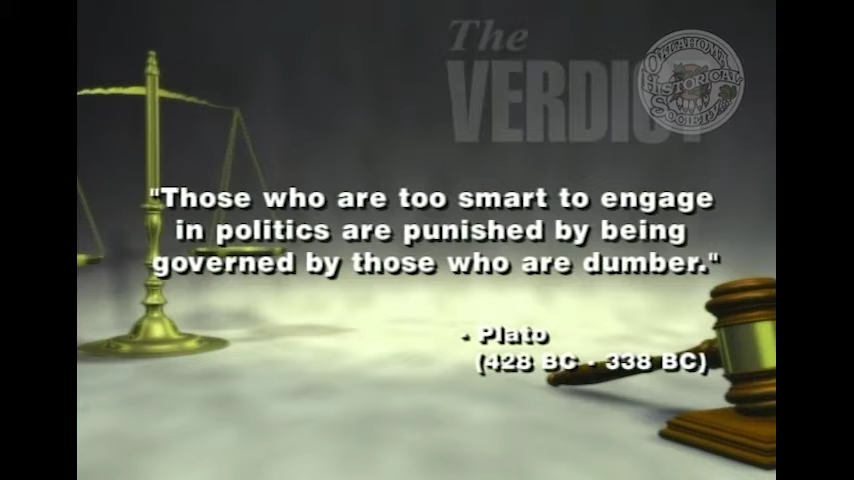 The
VERDICT
OKLAHOMA
HISTORICAL
SOCIETY
"Those who are too smart to engage
in politics are punished by being
governed by those who are dumber."
- Plato
(428 BC - 338 BC)